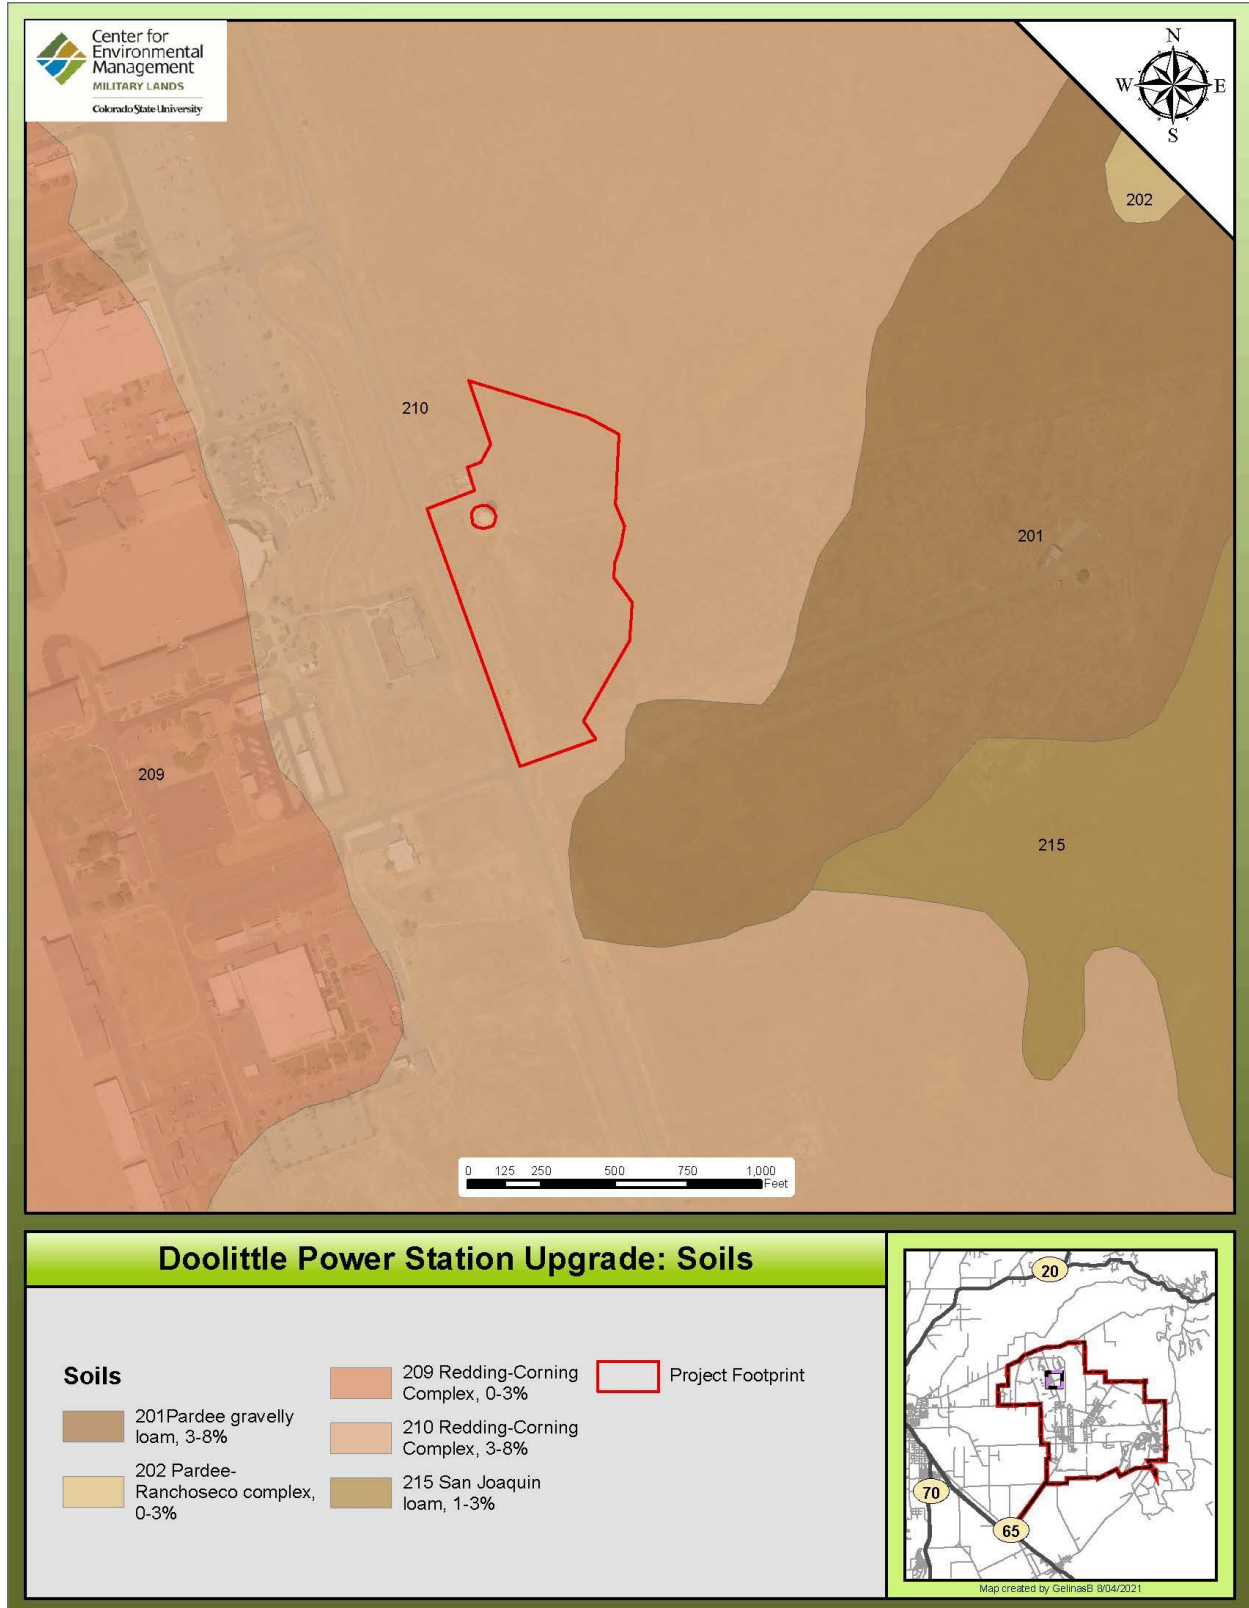 Center for
Environmental
Management
MILITARY LANDS
Colorado State University
N
W E
S
202
210
201
209
215
0 125 250 500 750 1,000
Feet
Doolittle Power Station Upgrade: Soils
Soils
201Pardee gravelly
loam, 3-8%
202 Pardee-
Ranchoseco complex,
0-3%
209 Redding-Corning
Complex, 0-3%
210 Redding-Corning
Complex, 3-8%
215 San Joaquin
loam, 1-3%
Project Footprint
20
70
65
Map created by GelinasB 8/04/2021